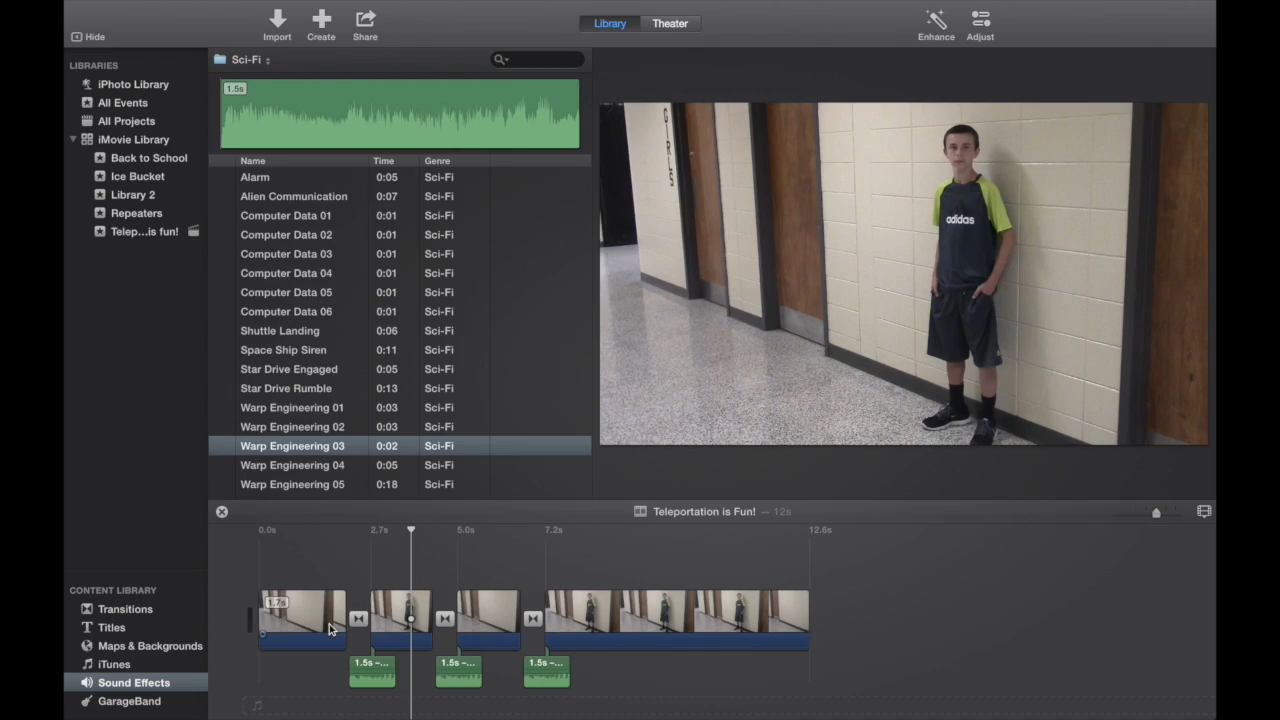 Hide
Import
Create
Share
Library
Theater
Enhance
Adjust
LIBRARIES
iPhoto Library
All Events
All Projects
iMovie Library
Back to School
Ice Bucket
Library 2
Repeaters
Telep...is fun!
CONTENT LIBRARY
Transitions
Titles
Maps & Backgrounds
iTunes
Sound Effects
GarageBand
Sci-Fi
1.5s
Name Time Genre
Alarm 0:05 Sci-Fi
Alien Communication 0:07 Sci-Fi
Computer Data 01 0:01 Sci-Fi
Computer Data 02 0:01 Sci-Fi
Computer Data 03 0:01 Sci-Fi
Computer Data 04 0:01 Sci-Fi
Computer Data 05 0:01 Sci-Fi
Computer Data 06 0:01 Sci-Fi
Shuttle Landing 0:06 Sci-Fi
Space Ship Siren 0:11 Sci-Fi
Star Drive Engaged 0:05 Sci-Fi
Star Drive Rumble 0:13 Sci-Fi
Warp Engineering 01 0:03 Sci-Fi
Warp Engineering 02 0:03 Sci-Fi
Warp Engineering 03 0:02 Sci-Fi
Warp Engineering 04 0:05 Sci-Fi
Warp Engineering 05 0:18 Sci-Fi
GIRLS
adidas
Teleportation is Fun! – 12s
0.0s 2.7s 5.0s 7.2s 12.6s
1.7s
1.5s –... 1.5s –... 1.5s –...